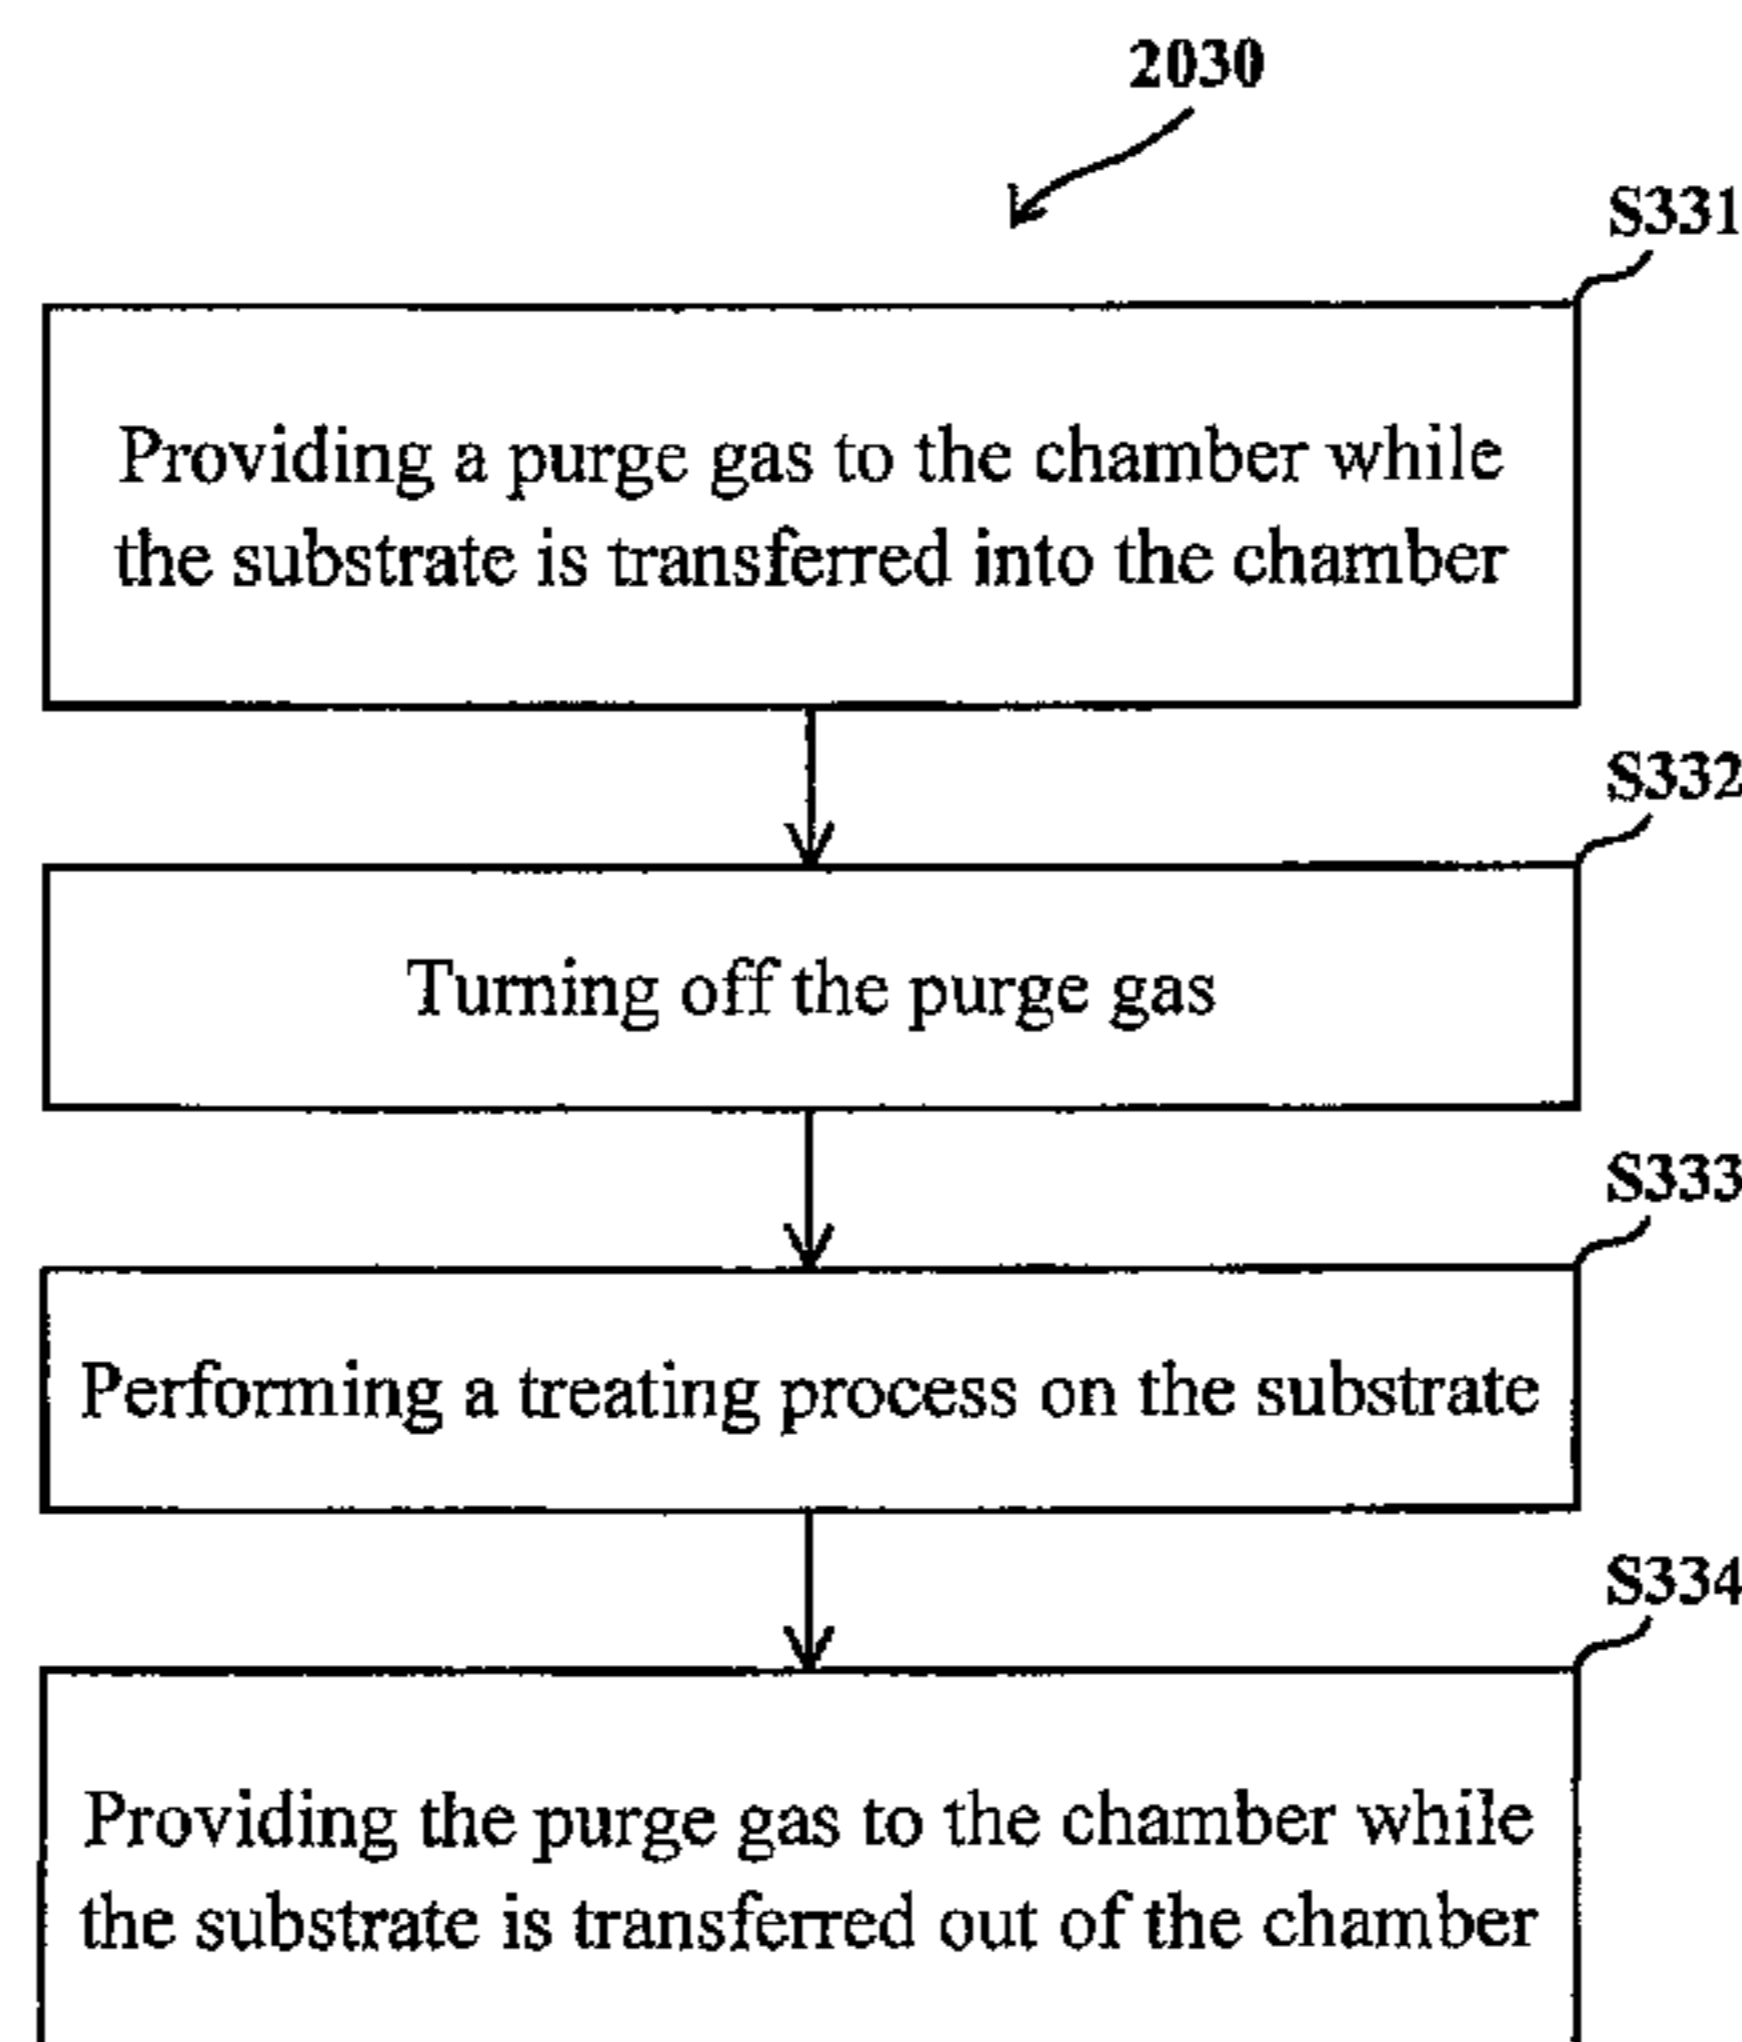 2030
S331
Providing a purge gas to the chamber while
the substrate is transferred into the chamber
S332
Turning off the purge gas
S333
Performing a treating process on the substrate
S334
Providing the purge gas to the chamber while
the substrate is transferred out of the chamber